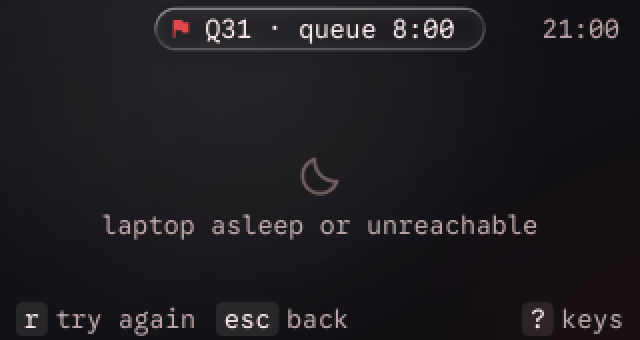 Q31 · queue 8:00 21:00
laptop asleep or unreachable
r try again esc back ? keys